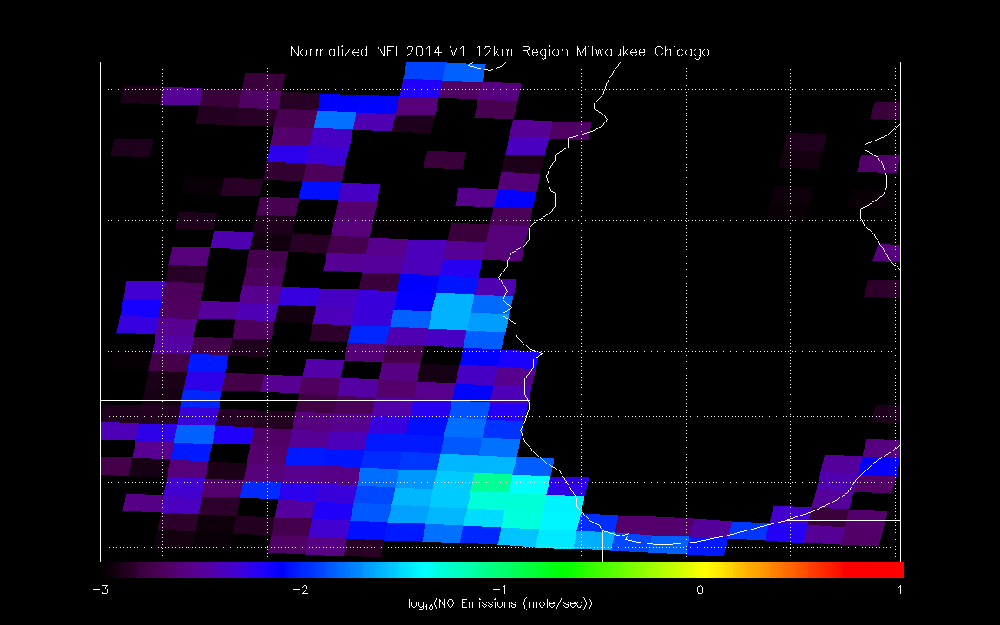 Normalized NEI 2014 V1 12km Region Milwaukee_Chicago
-3 -2 -1 0 1
log10(NO Emissions (mole/sec))